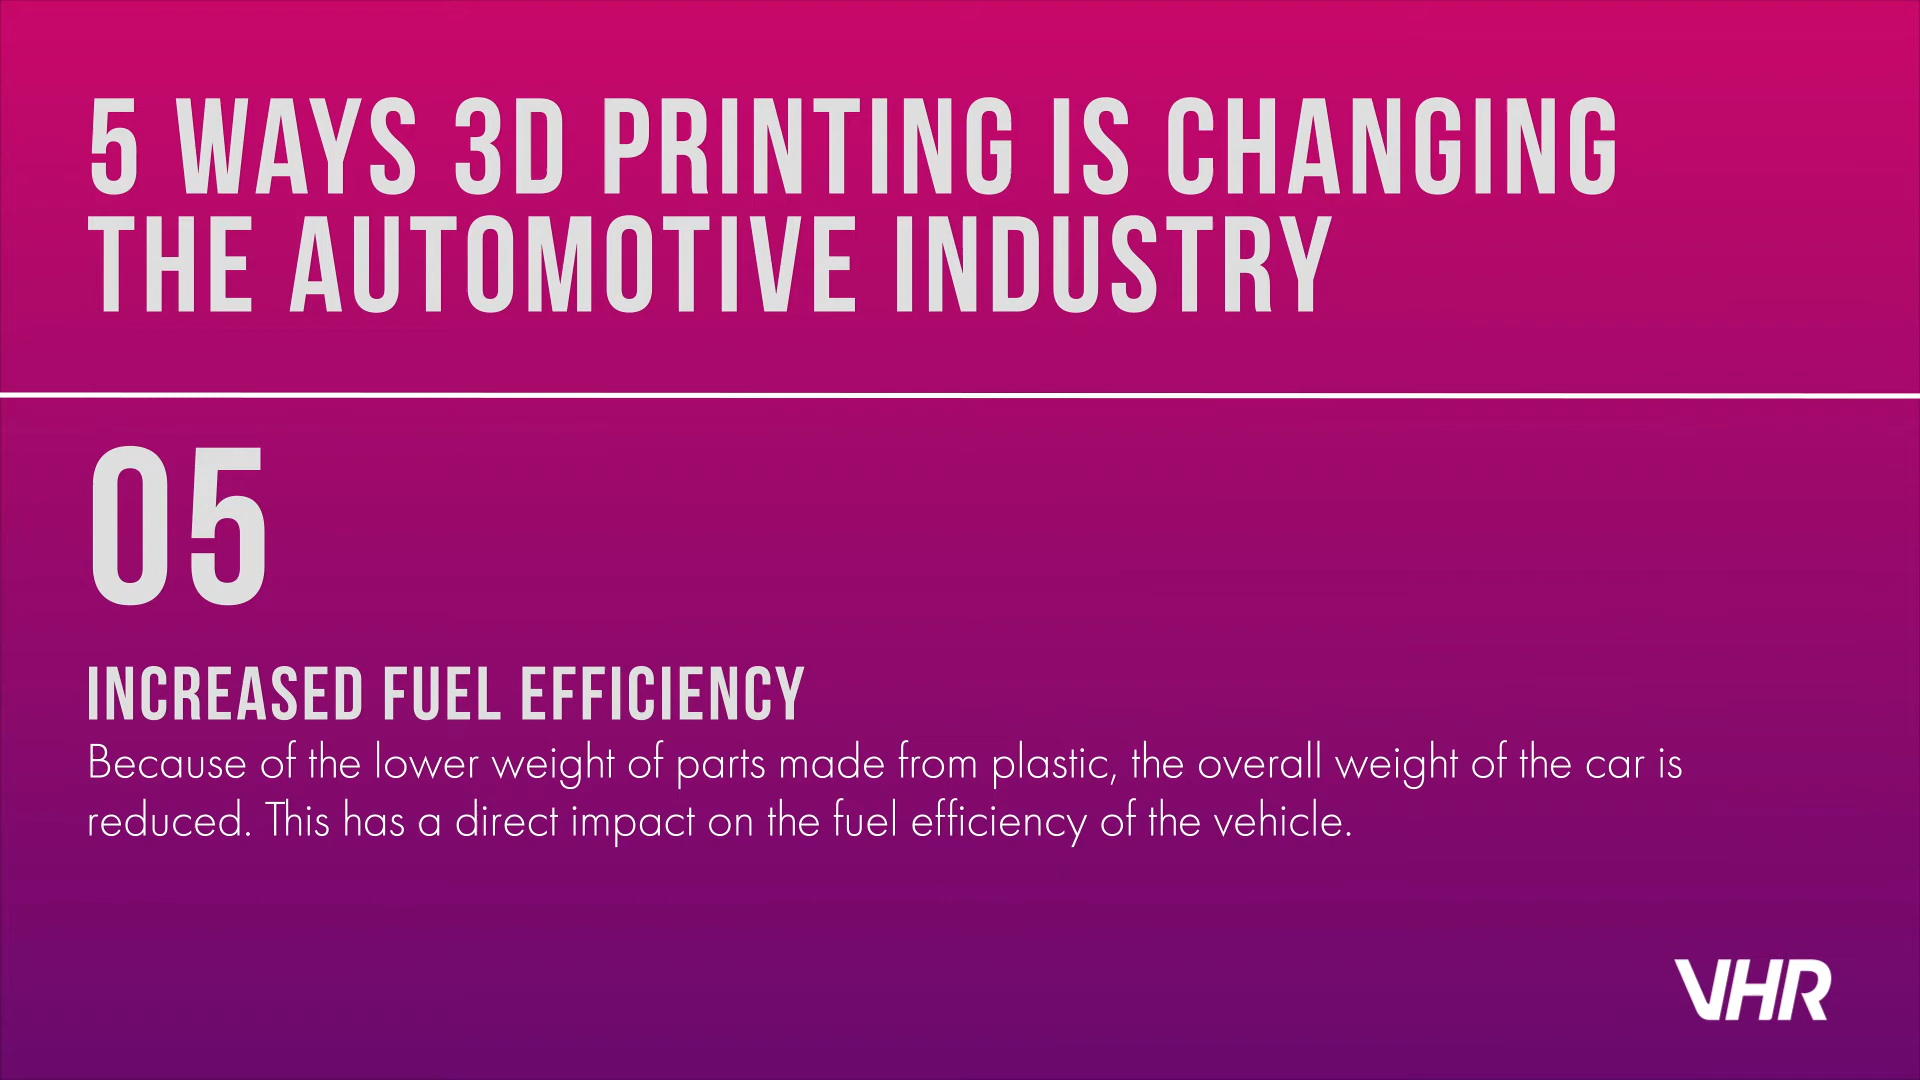 5 WAYS 3D PRINTING IS CHANGING
THE AUTOMOTIVE INDUSTRY
05
INCREASED FUEL EFFICIENCY
Because of the lower weight of parts made from plastic, the overall weight of the car is
reduced. This has a direct impact on the fuel efficiency of the vehicle.
VHR